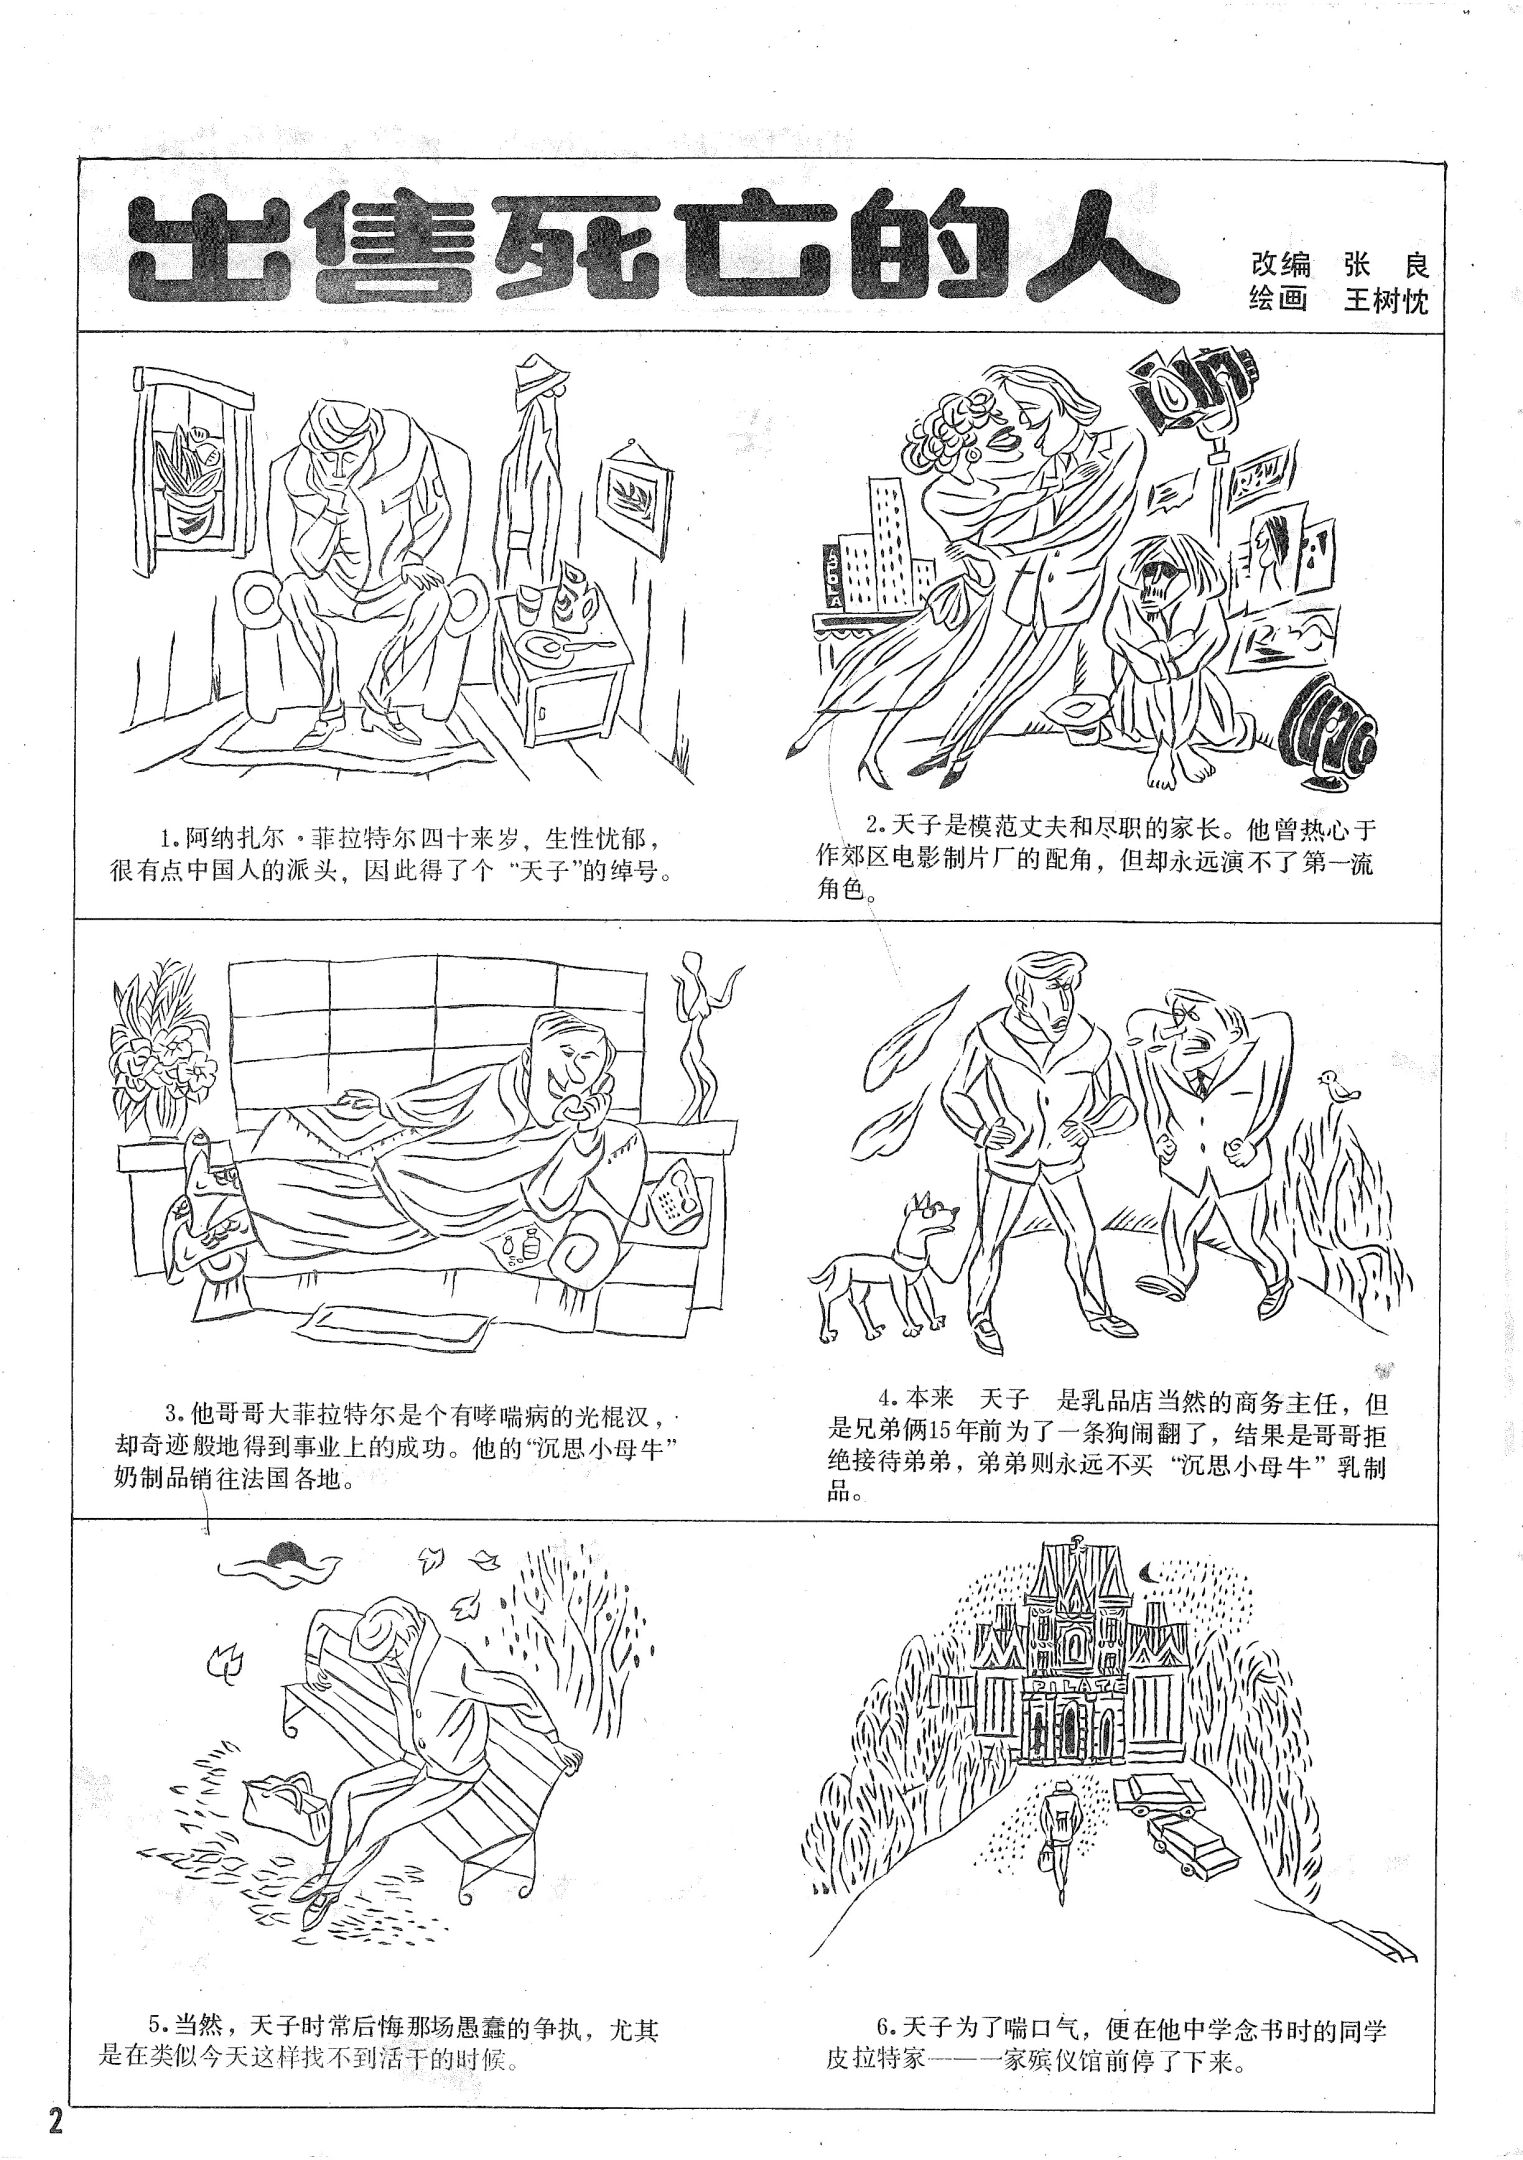 出售死亡的人
改编 张 良
绘画 王树忱
1.阿纳扎尔·菲拉特尔四十来岁，生性忧郁，
很有点中国人的派头，因此得了个“天子”的绰号。
ABOLA
2.天子是模范丈夫和尽职的家长。他曾热心于
作郊区电影制片厂的配角，但却永远演不了第一流
角色。
3.他哥哥大菲拉特尔是个有哮喘病的光棍汉，
却奇迹般地得到事业上的成功。他的“沉思小母牛”
奶制品销往法国各地。
4.本来 天子 是乳品店当然的商务主任，但
是兄弟俩15年前为了一条狗闹翻了，结果是哥哥拒
绝接待弟弟，弟弟则永远不买“沉思小母牛”乳制
品。
PILATE
5.当然，天子时常后悔那场愚蠢的争执，尤其
是在类似今天这样找不到活干的时候。
6.天子为了喘口气，便在他中学念书时的同学
皮拉特家——一家殡仪馆前停了下来。
2